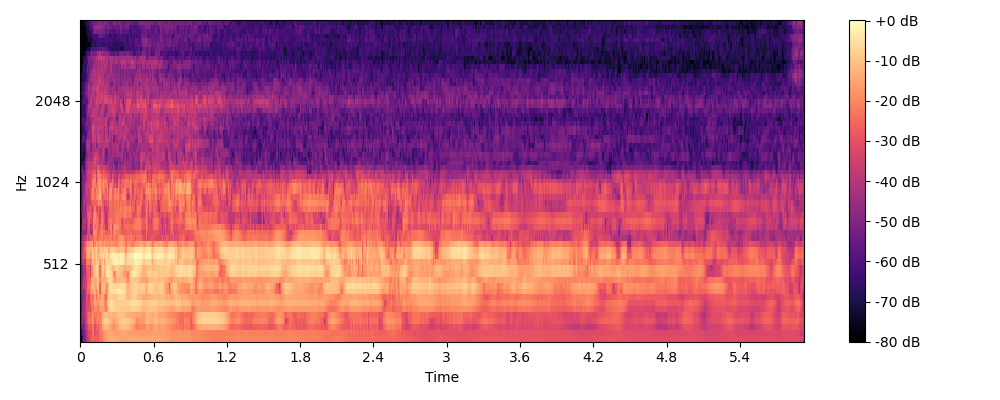 +0 dB
-10 dB
2048
-20 dB
-30 dB
Hz
1024
-40 dB
-50 dB
512
-60 dB
-70 dB
-80 dB
0 0.6 1.2 1.8 2.4 3 3.6 4.2 4.8 5.4
Time